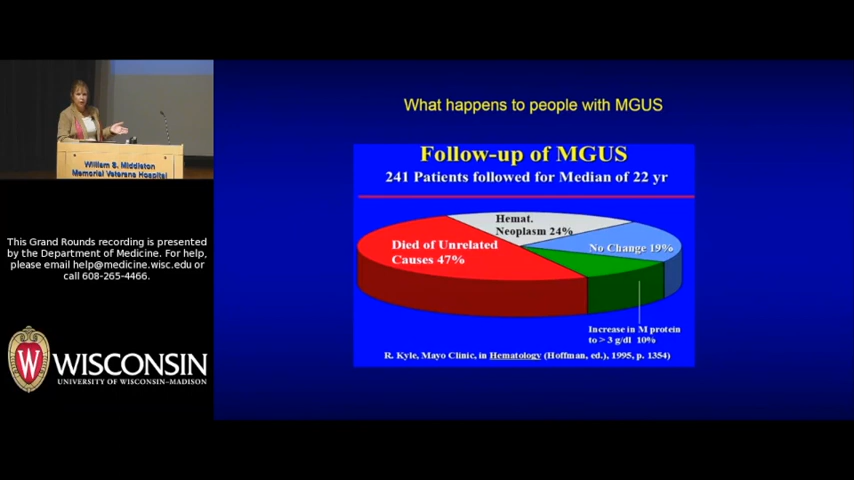 What happens to people with MGUS
Follow-up of MGUS
241 Patients followed for Median of 22 yr
Hemat.
Neoplasm 24%
Died of Unrelated
Causes 47%
No Change 19%
Increase in M protein
to > 3 g/dl 10%
R. Kyle, Mayo Clinic, in Hematology (Hoffman, ed.), 1995, p. 1354)
William S. Middleton
Memorial Veterans Hospital
This Grand Rounds recording is presented
by the Department of Medicine. For help,
please email help@medicine.wisc.edu or
call 608-265-4466.
W
WISCONSIN
UNIVERSITY OF WISCONSIN–MADISON